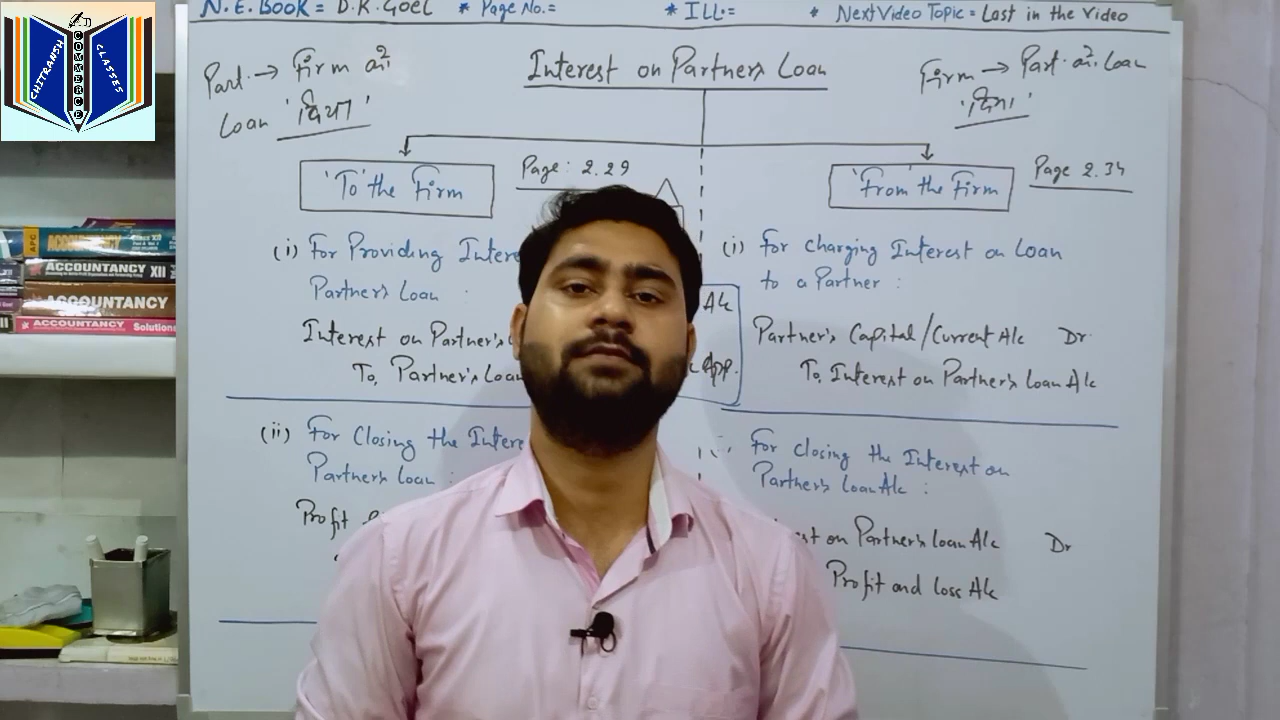 N.E. BOOK = D.K. GOEL * Page No.= * ILL.= * Next Video Topic = Last in the Video
CHITRANSH
COMMERCE
CLASSES
Part. → Firm को
Loan 'दिया'
Interest on Partner's Loan
Firm → Part. को Loan
'दिया'
'To' the Firm
Page: 2.29
'From' the Firm
Page 2.34
(i) For Providing Intere
Partner's Loan :
Interest on Partner's
To, Partner's Loan
A/c
App.
(i) For charging Interest on Loan
to a Partner :
Partner's Capital/Current A/c Dr.
To, Interest on Partner's Loan A/c
(ii) For Closing the Intere
Partner's Loan :
Profit
For closing the Interest on
Partner's Loan A/c :
st on Partner's Loan A/c Dr
Profit and Loss A/c
APC
ACCOUNTANCY
ACCOUNTANCY XII
ACCOUNTANCY
ACCOUNTANCY Solutions